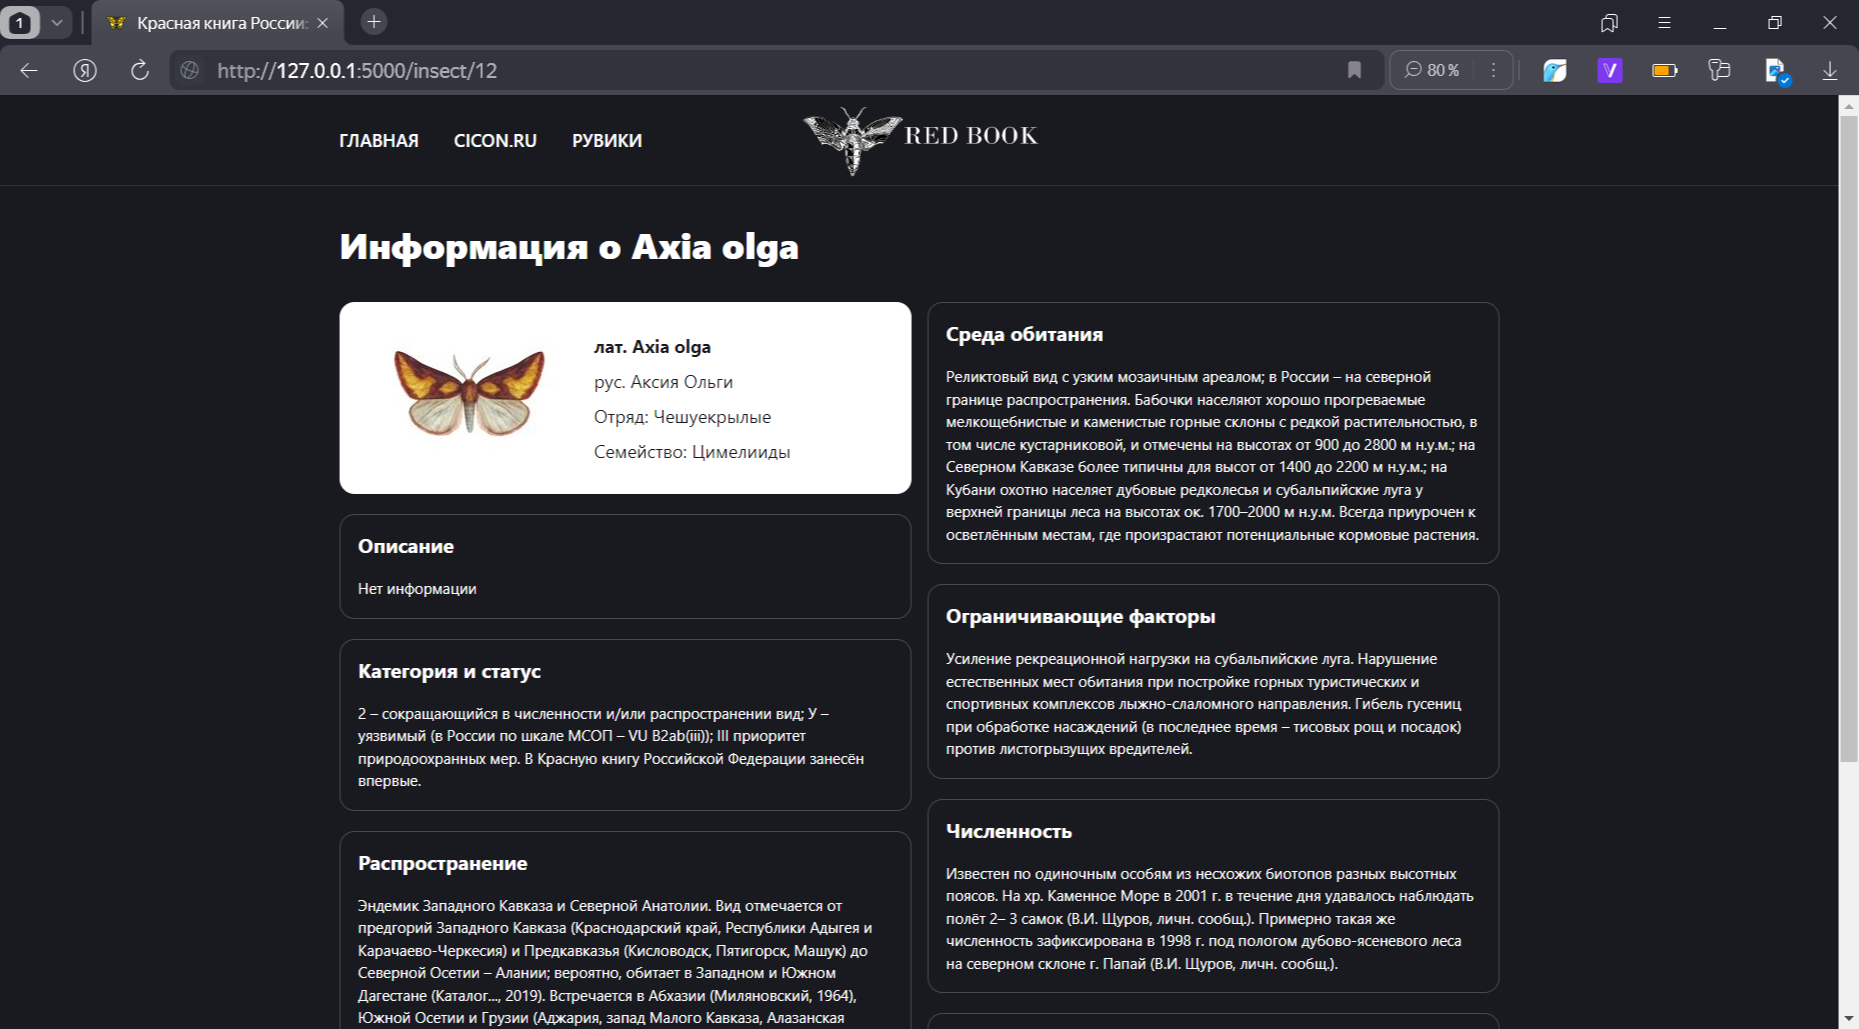 1
Красная книга России:
http://127.0.0.1:5000/insect/12
80 %
ГЛАВНАЯ
CICON.RU
РУВИКИ
RED BOOK
Информация о Axia olga
лат. Axia olga
рус. Аксия Ольги
Отряд: Чешуекрылые
Семейство: Цимелииды
Описание
Нет информации
Категория и статус
2 – сокращающийся в численности и/или распространении вид; У –
уязвимый (в России по шкале МСОП – VU B2ab(iii)); III приоритет
природоохранных мер. В Красную книгу Российской Федерации занесён
впервые.
Распространение
Эндемик Западного Кавказа и Северной Анатолии. Вид отмечается от
предгорий Западного Кавказа (Краснодарский край, Республики Адыгея и
Карачаево-Черкесия) и Предкавказья (Кисловодск, Пятигорск, Машук) до
Северной Осетии – Алании; вероятно, обитает в Западном и Южном
Дагестане (Каталог..., 2019). Встречается в Абхазии (Миляновский, 1964),
Южной Осетии и Грузии (Аджария, запад Малого Кавказа, Алазанская
Среда обитания
Реликтовый вид с узким мозаичным ареалом; в России – на северной
границе распространения. Бабочки населяют хорошо прогреваемые
мелкощебнистые и каменистые горные склоны с редкой растительностью, в
том числе кустарниковой, и отмечены на высотах от 900 до 2800 м н.у.м.; на
Северном Кавказе более типичны для высот от 1400 до 2200 м н.у.м.; на
Кубани охотно населяет дубовые редколесья и субальпийские луга у
верхней границы леса на высотах ок. 1700–2000 м н.у.м. Всегда приурочен к
осветлённым местам, где произрастают потенциальные кормовые растения.
Ограничивающие факторы
Усиление рекреационной нагрузки на субальпийские луга. Нарушение
естественных мест обитания при постройке горных туристических и
спортивных комплексов лыжно-слаломного направления. Гибель гусениц
при обработке насаждений (в последнее время – тисовых рощ и посадок)
против листогрызущих вредителей.
Численность
Известен по одиночным особям из несхожих биотопов разных высотных
поясов. На хр. Каменное Море в 2001 г. в течение дня удавалось наблюдать
полёт 2– 3 самок (В.И. Щуров, личн. сообщ.). Примерно такая же
численность зафиксирована в 1998 г. под пологом дубово-ясеневого леса
на северном склоне г. Папай (В.И. Щуров, личн. сообщ.).